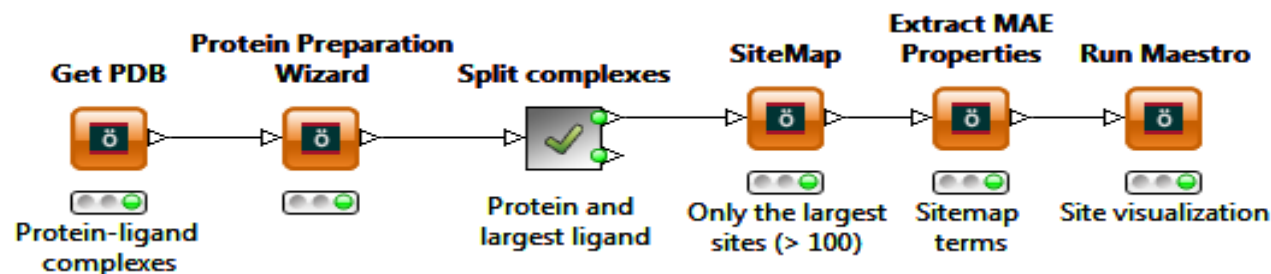 Get PDB
Protein Preparation
Wizard
Split complexes
SiteMap
Extract MAE
Properties
Run Maestro
ö
ö
ö
ö
ö
Protein-ligand
complexes
Protein and
largest ligand
Only the largest
sites (> 100)
Sitemap
terms
Site visualization